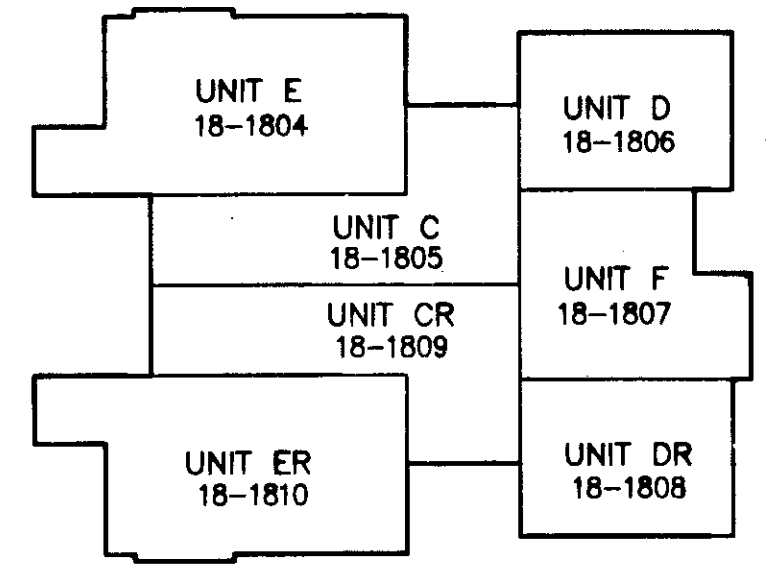 UNIT E
18-1804
UNIT D
18-1806
UNIT C
18-1805
UNIT F
18-1807
UNIT CR
18-1809
UNIT ER
18-1810
UNIT DR
18-1808